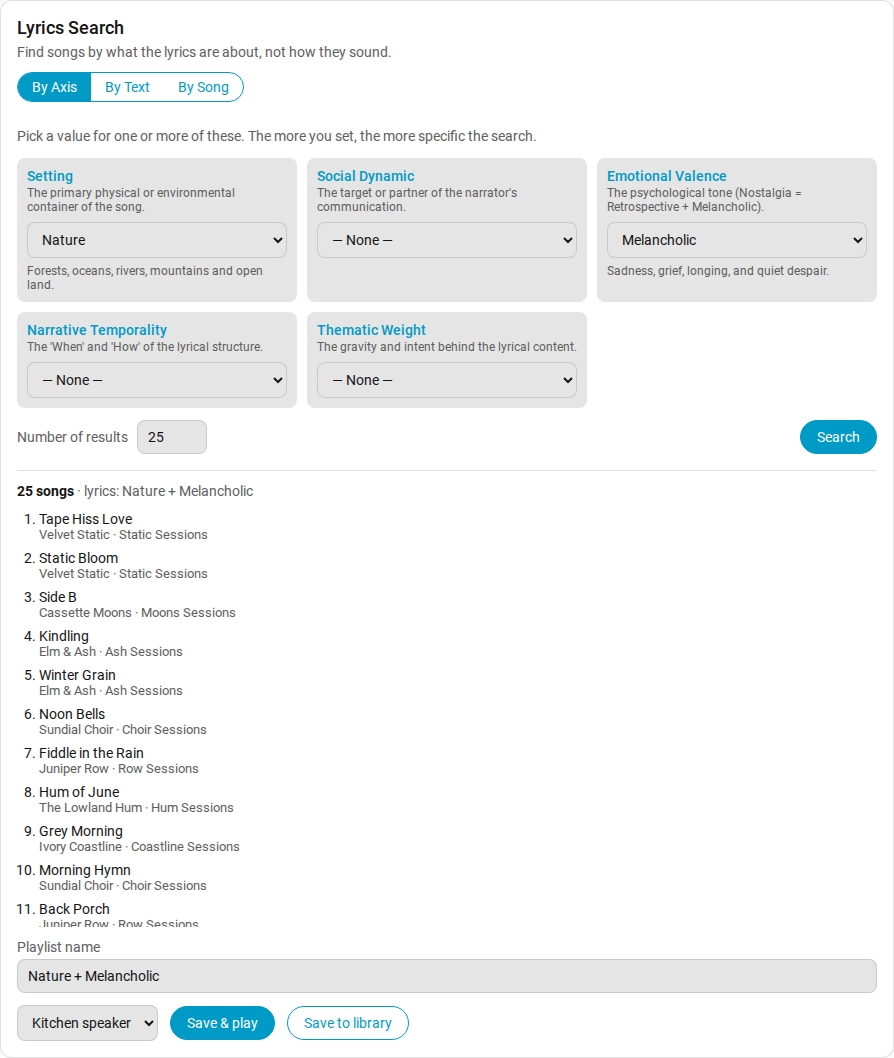 Lyrics Search
Find songs by what the lyrics are about, not how they sound.
By Axis By Text By Song
Pick a value for one or more of these. The more you set, the more specific the search.
Setting
The primary physical or environmental
container of the song.
Nature
Forests, oceans, rivers, mountains and open
land.
Social Dynamic
The target or partner of the narrator's
communication.
— None —
Emotional Valence
The psychological tone (Nostalgia =
Retrospective + Melancholic).
Melancholic
Sadness, grief, longing, and quiet despair.
Narrative Temporality
The 'When' and 'How' of the lyrical structure.
— None —
Thematic Weight
The gravity and intent behind the lyrical content.
— None —
Number of results 25
Search
25 songs · lyrics: Nature + Melancholic
1. Tape Hiss Love
Velvet Static · Static Sessions
2. Static Bloom
Velvet Static · Static Sessions
3. Side B
Cassette Moons · Moons Sessions
4. Kindling
Elm & Ash · Ash Sessions
5. Winter Grain
Elm & Ash · Ash Sessions
6. Noon Bells
Sundial Choir · Choir Sessions
7. Fiddle in the Rain
Juniper Row · Row Sessions
8. Hum of June
The Lowland Hum · Hum Sessions
9. Grey Morning
Ivory Coastline · Coastline Sessions
10. Morning Hymn
Sundial Choir · Choir Sessions
11. Back Porch
Juniper Row · Row Sessions
Playlist name
Nature + Melancholic
Kitchen speaker Save & play Save to library